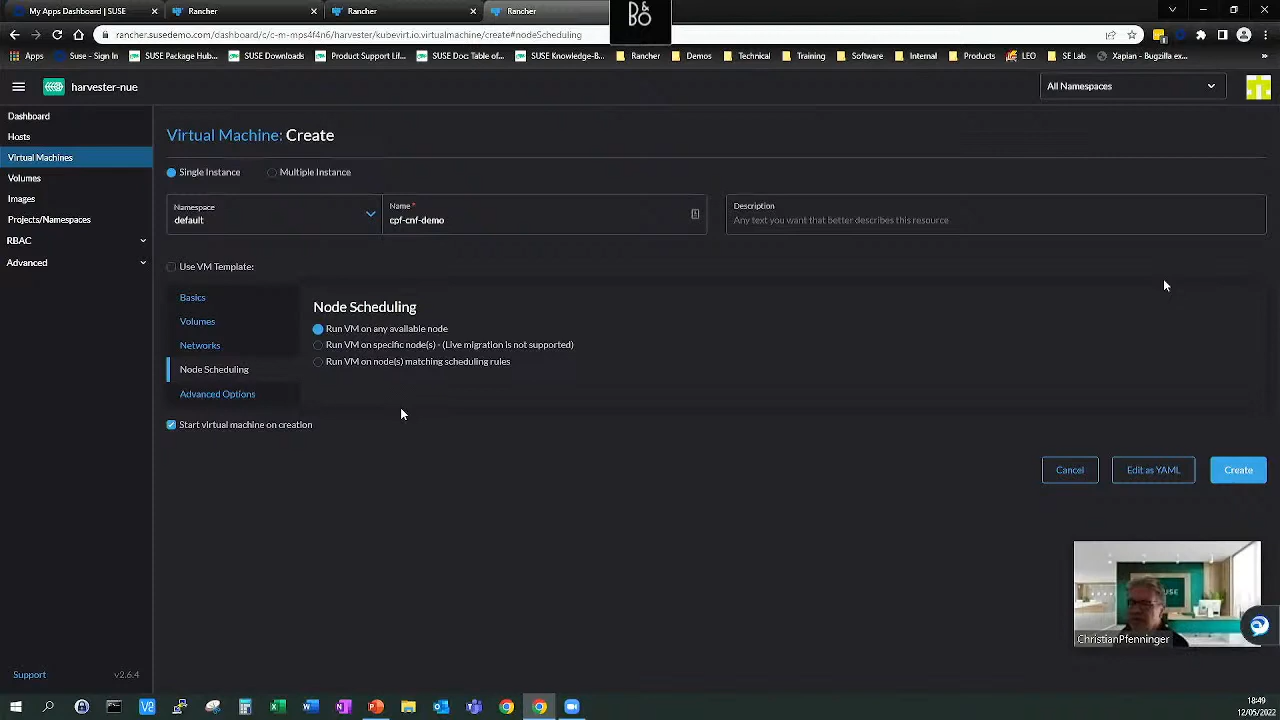 My Apps Dashboard | SUSE
Rancher
Rancher
Rancher
B&O
rancher.susedemo.com/dashboard/c/c-m-mps4f4n6/harvester/kubevirt.io.virtualmachine/create#nodeScheduling
Apps
Suse - Sign In
SUSE Package Hub...
SUSE Downloads
Product Support Lif...
SUSE Doc Table of...
SUSE Knowledge-B...
Rancher
Demos
Technical
Training
Software
Internal
Products
LEO
SE Lab
Xapian - Bugzilla ex...
»
harvester-nue
All Namespaces
Dashboard
Hosts
Virtual Machines
Volumes
Images
Projects/Namespaces
RBAC
Advanced
Virtual Machine: Create
Single Instance
Multiple Instance
Namespace
default
Name *
cpf-cnf-demo
Description
Any text you want that better describes this resource
Use VM Template:
Basics
Volumes
Networks
Node Scheduling
Advanced Options
Node Scheduling
Run VM on any available node
Run VM on specific node(s) - (Live migration is not supported)
Run VM on node(s) matching scheduling rules
Start virtual machine on creation
Cancel
Edit as YAML
Create
USE
ChristianPfenninger
Support
v2.6.4
18:49
12/05/2022